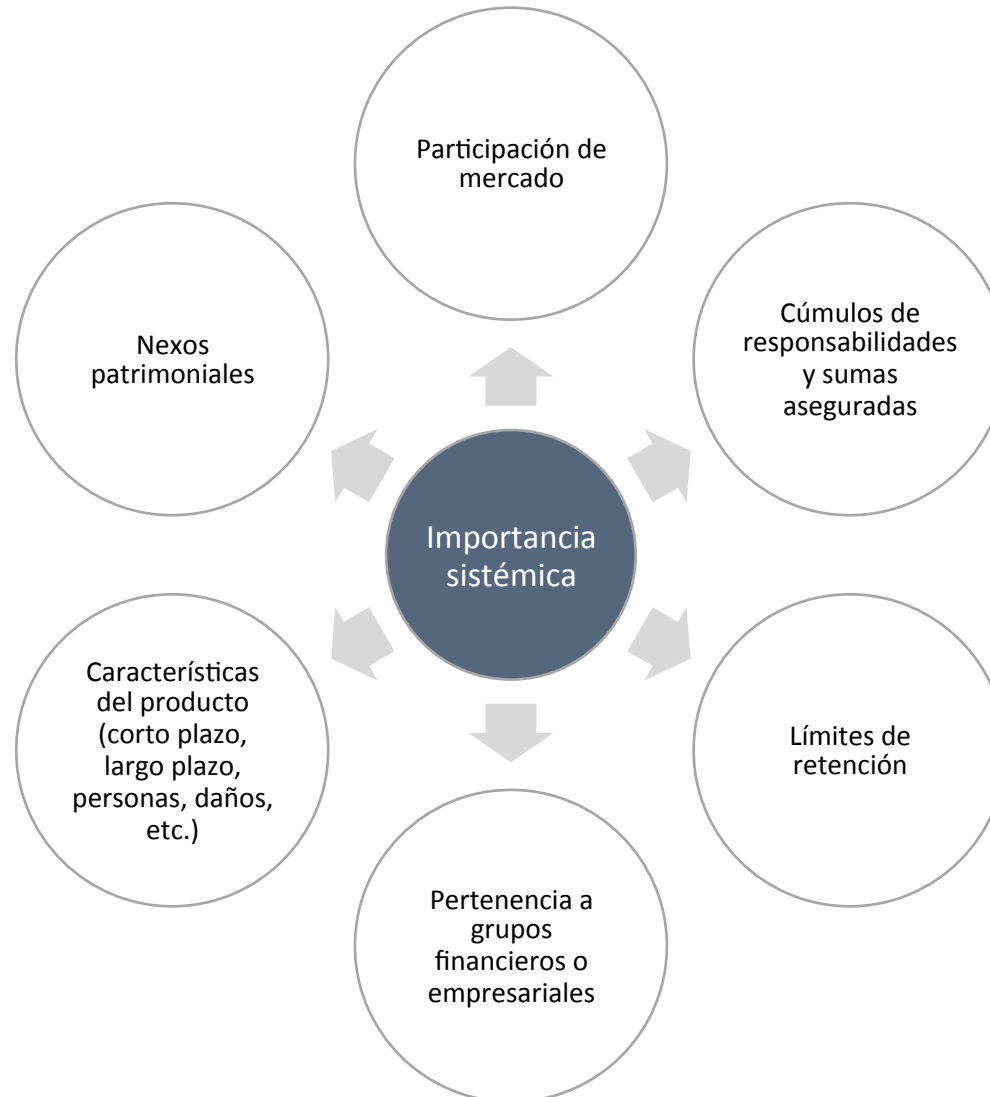 Participación de
mercado
Cúmulos de
responsabilidades
y sumas
aseguradas
Límites de
retención
Pertenencia a
grupos
financieros o
empresariales
Característísticas
del producto
(corto plazo,
largo plazo,
personas, daños,
etc.)
Nexos
patrimoniales
Importancia
sistémica